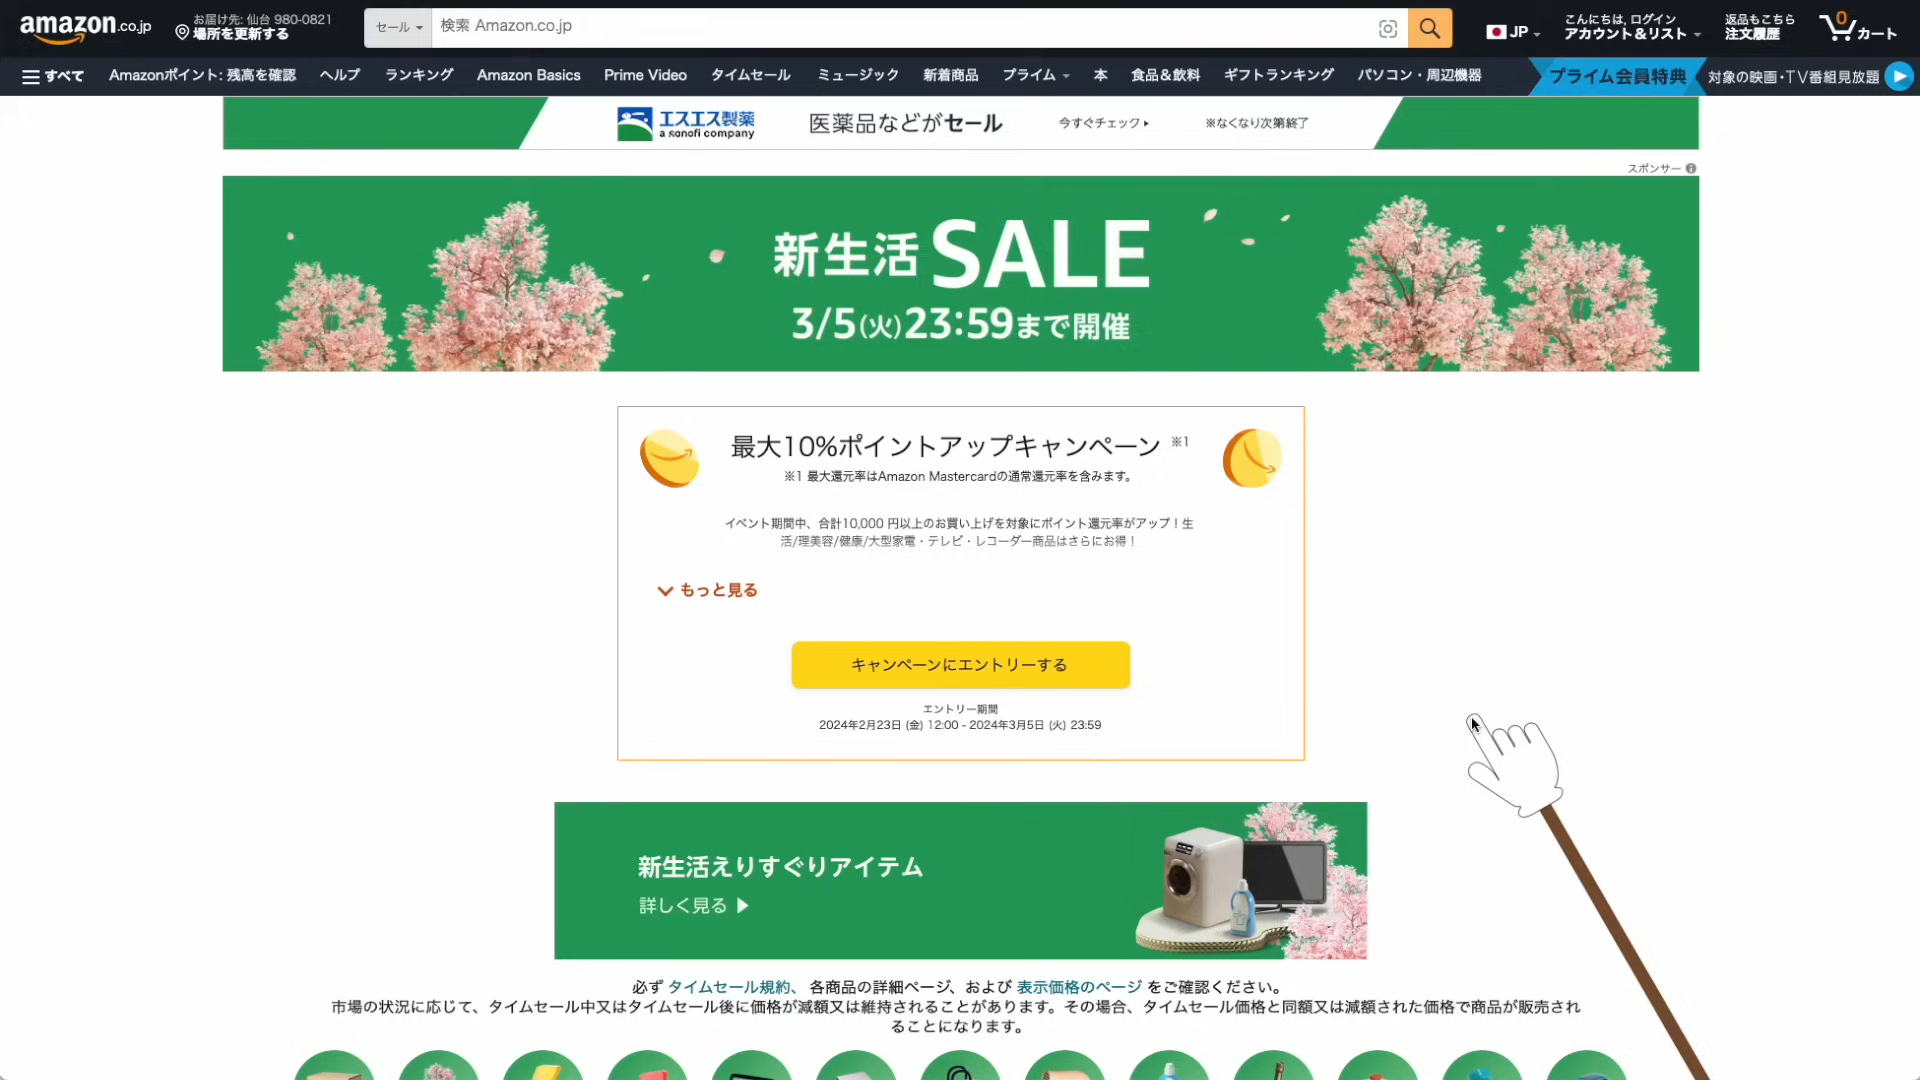 amazon.co.jp
お届け先: 仙台 980-0821
場所を更新する
セール
検索 Amazon.co.jp
JP
こんにちは, ログイン
アカウント&リスト
返品もこちら
注文履歴
0
カート
すべて
Amazonポイント: 残高を確認
ヘルプ
ランキング
Amazon Basics
Prime Video
タイムセール
ミュージック
新着商品
プライム
本
食品&飲料
ギフトランキング
パソコン・周辺機器
プライム会員特典
対象の映画・TV番組見放題
エスエス製薬
a sanofi company
医薬品などがセール
今すぐチェック
※なくなり次第終了
スポンサー
新生活 SALE
3/5(火)23:59まで開催
最大10%ポイントアップキャンペーン ※1
※1 最大還元率はAmazon Mastercardの通常還元率を含みます。
イベント期間中、合計10,000 円以上のお買い上げを対象にポイント還元率がアップ！生
活/理美容/健康/大型家電・テレビ・レコーダー商品はさらにお得！
もっと見る
キャンペーンにエントリーする
エントリー期間
2024年2月23日 (金) 12:00 - 2024年3月5日 (火) 23:59
新生活えりすぐりアイテム
詳しく見る ▶
必ず タイムセール規約、 各商品の詳細ページ、および 表示価格のページ をご確認ください。
市場の状況に応じて、タイムセール中又はタイムセール後に価格が減額又は維持されることがあります。その場合、タイムセール価格と同額又は減額された価格で商品が販売され
ることになります。